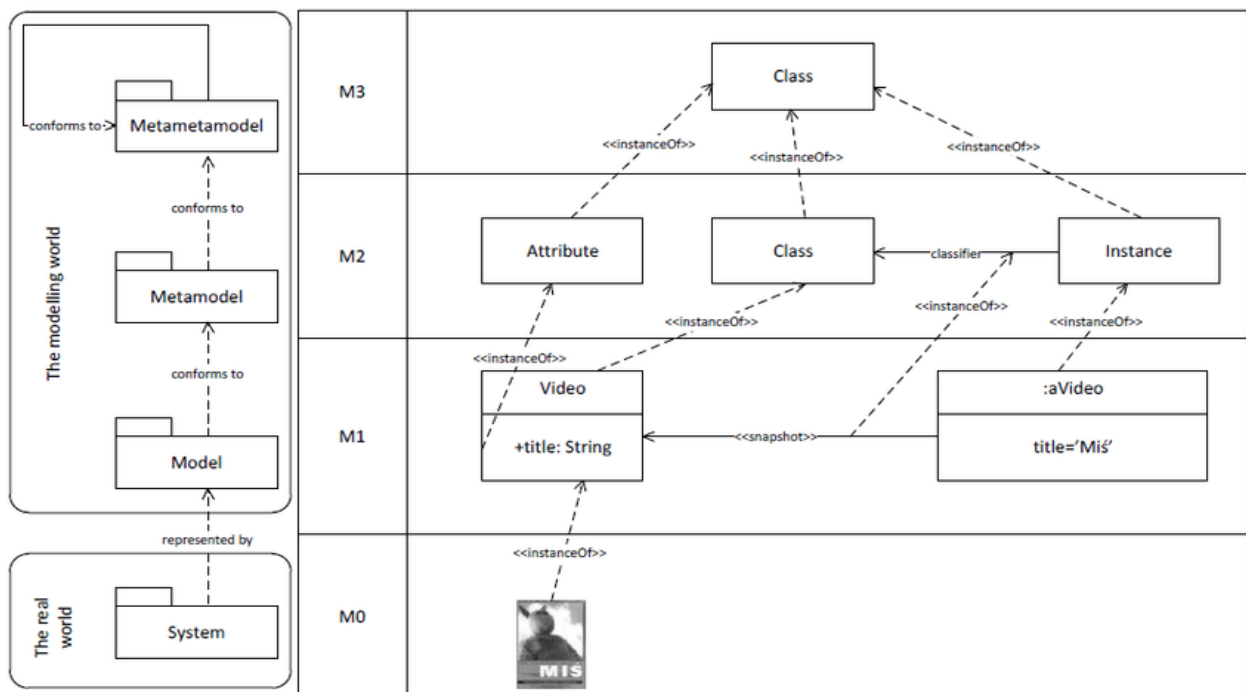 The modelling world
conforms to
Metametamodel
conforms to
Metamodel
conforms to
Model
represented by
The real
world
System
M3
Class
<<instanceOf>>
<<instanceOf>>
<<instanceOf>>
M2
Attribute
Class
classifier
Instance
<<instanceOf>>
<<instanceOf>>
<<instanceOf>>
<<instanceOf>>
M1
Video
+title: String
<<snapshot>>
:aVideo
title='Miś'
<<instanceOf>>
M0
MIS